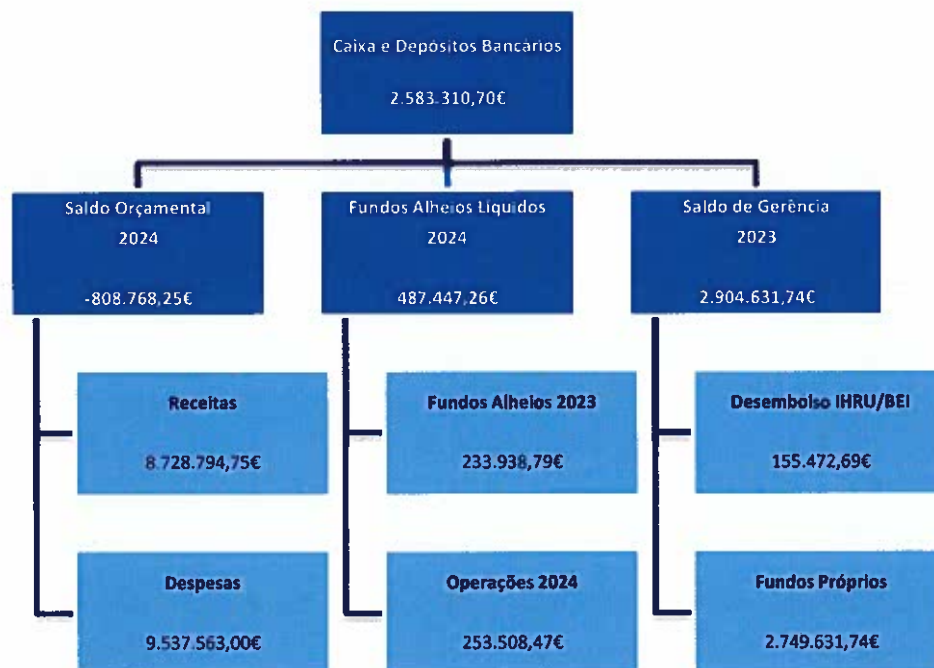 Caixa e Depósitos Bancários
2.583.310,70€
Saldo Orçamental
2024
-808.768,25€
Fundos Alheios Líquidos
2024
487.447,26€
Saldo de Gerência
2023
2.904.631,74€
Receitas
8.728.794,75€
Fundos Alheios 2023
233.938,79€
Desembolso IHRU/BEI
155.472,69€
Despesas
9.537.563,00€
Operações 2024
253.508,47€
Fundos Próprios
2.749.631,74€